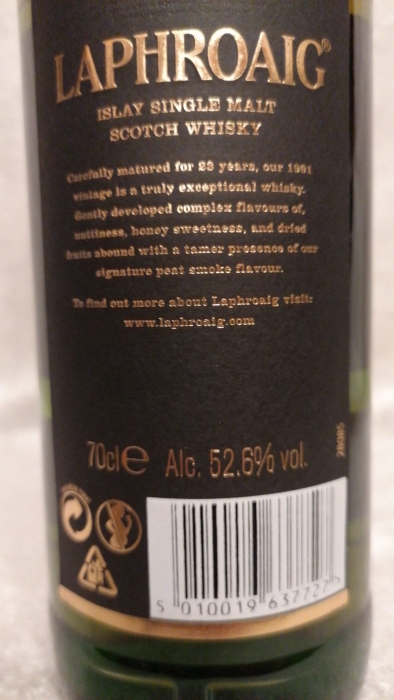 LAPHROAIG®
ISLAY SINGLE MALT
SCOTCH WHISKY
Carefully matured for 23 years, our 1991
vintage is a truly exceptional whisky.
Gently developed complex flavours of,
nuttiness, honey sweetness, and dried
fruits abound with a tamer presence of our
signature peat smoke flavour.
To find out more about Laphroaig visit:
www.laphroaig.com
70cl e Alc. 52.6% vol.
28085
5 010019 637727